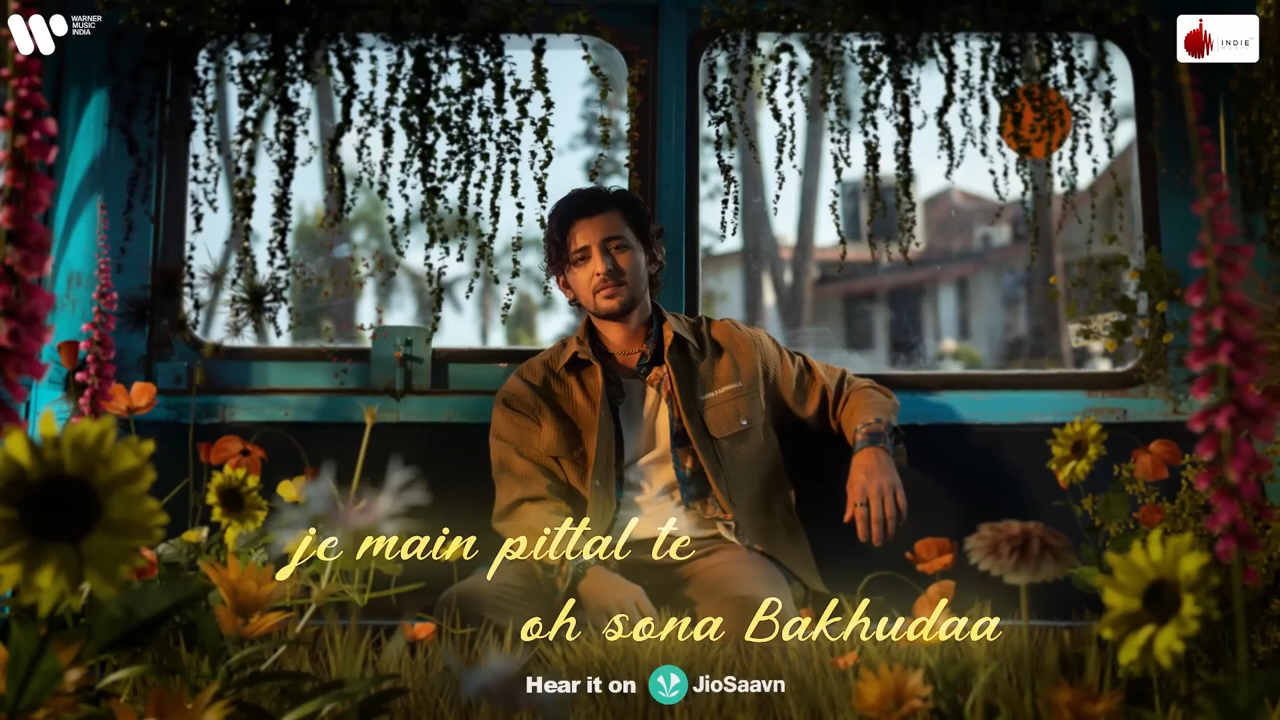 WARNER
MUSIC
INDIA
INDIE
je main pittal te
oh sona Bakhudaa
Hear it on JioSaavn